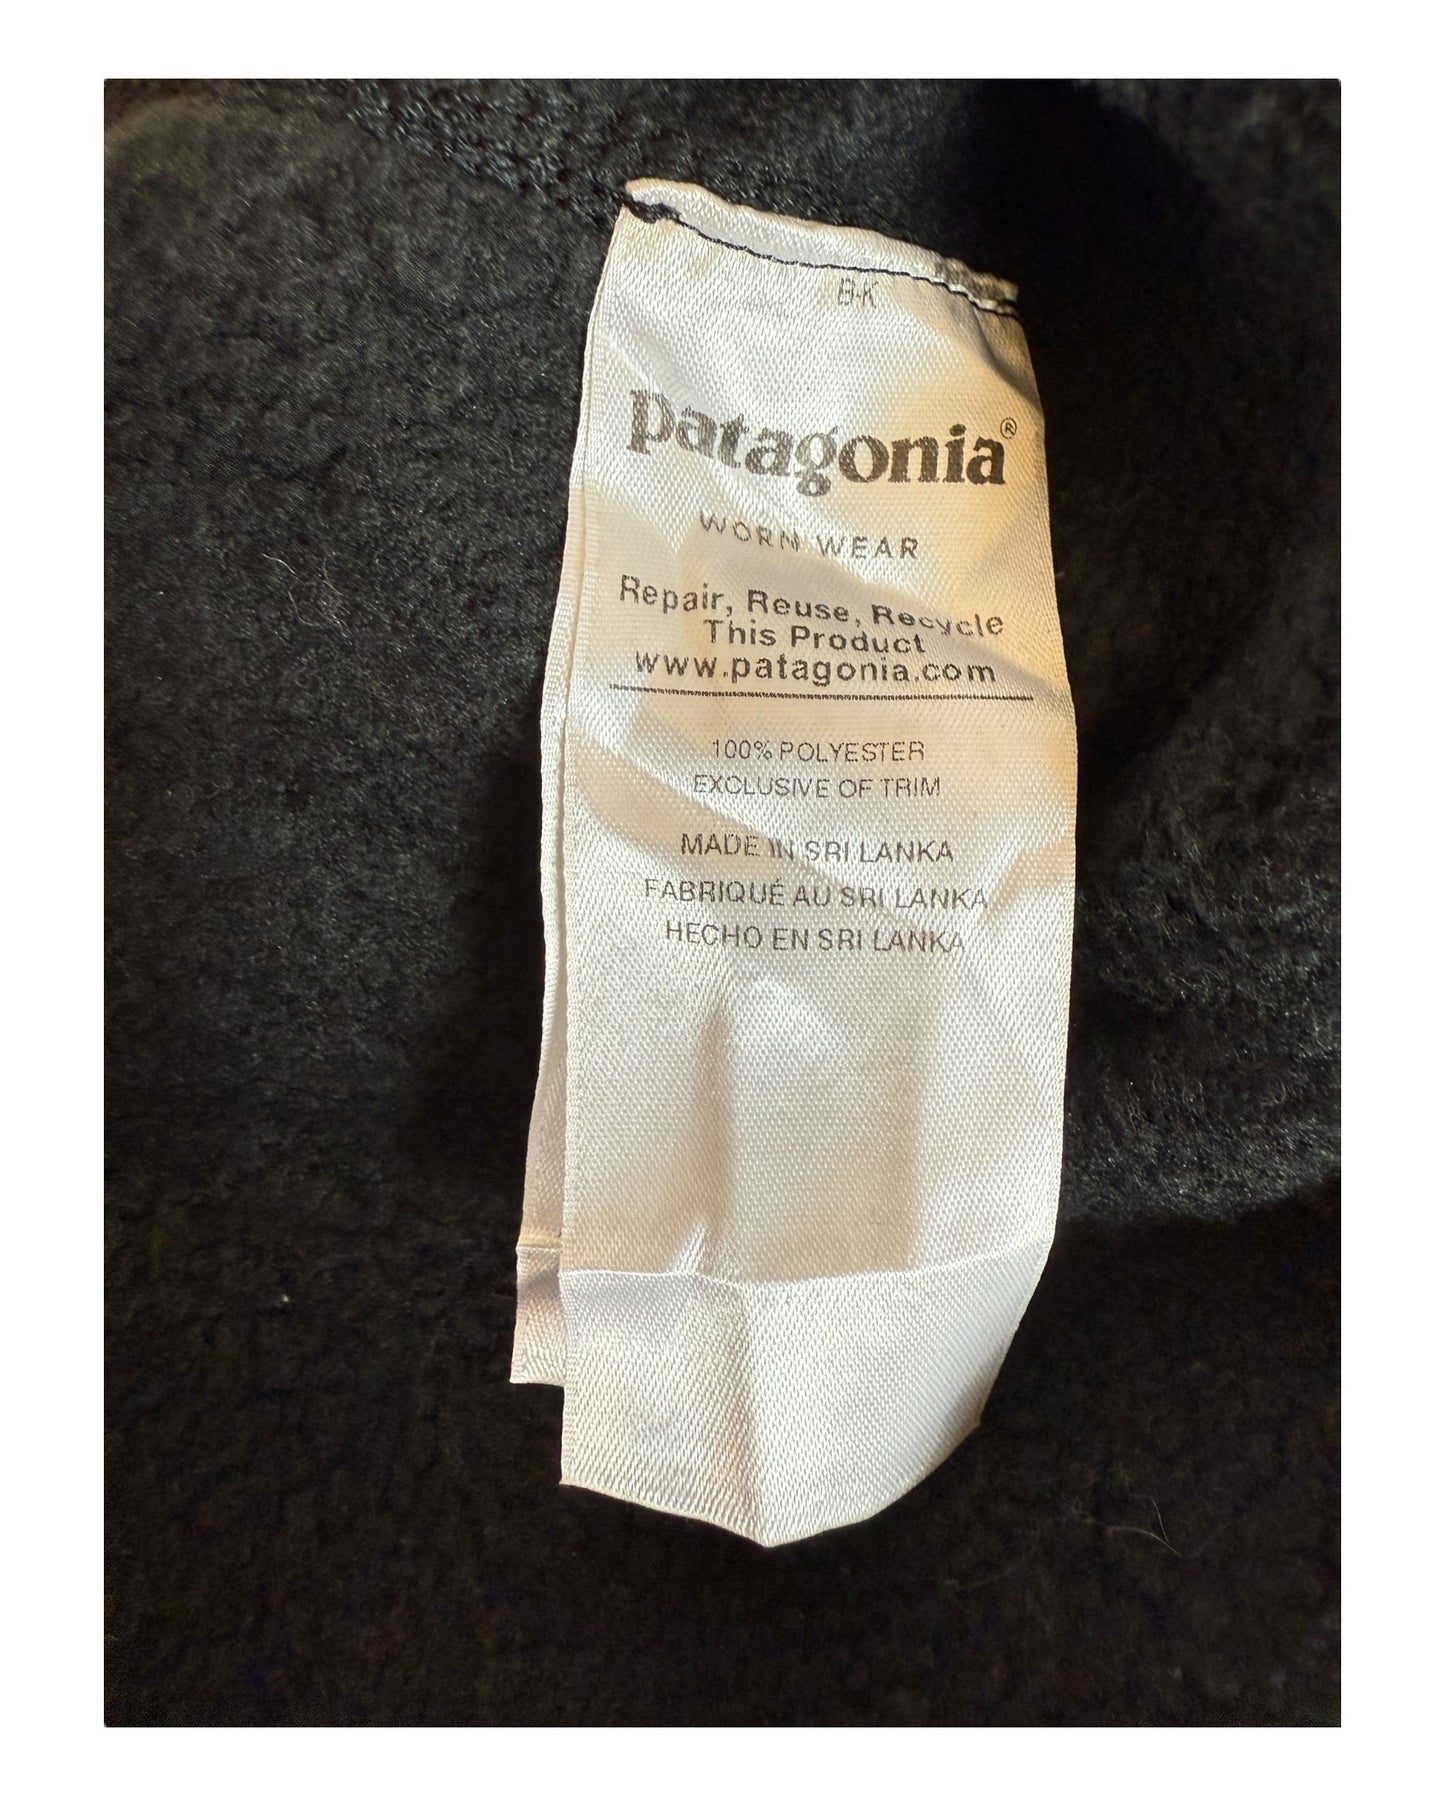 B-K
patagonia®
WORN WEAR
Repair, Reuse, Recycle
This Product
www.patagonia.com
100% POLYESTER
EXCLUSIVE OF TRIM
MADE IN SRI LANKA
FABRIQUÉ AU SRI LANKA
HECHO EN SRI LANKA